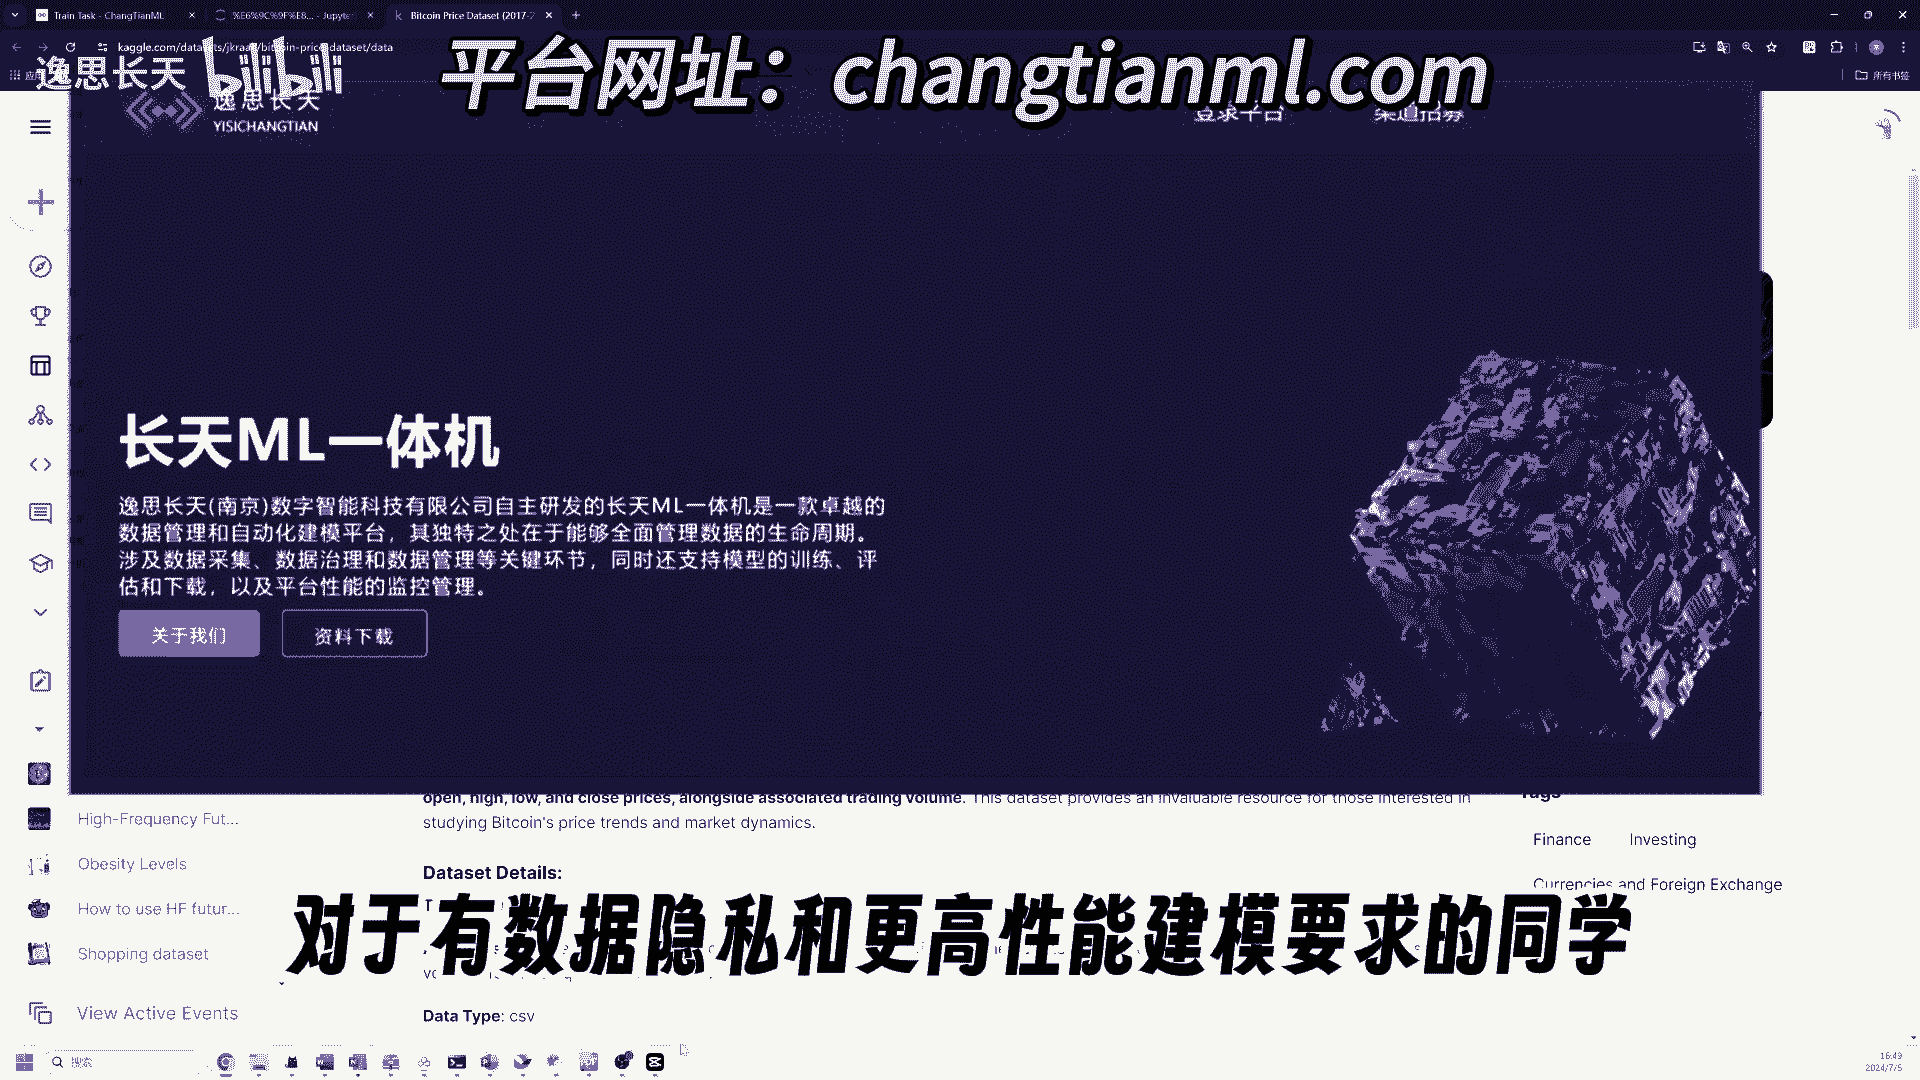 Train Task - ChangTianML
%E6%9C%9F%E8... - Jupyter
Bitcoin Price Dataset (2017-2
kaggle.com/datasets/jkraak/bitcoin-price-dataset/data
所有书签
逸思长天
bilibili
平台网址：changtianml.com
逸思长天
YISICHANGTIAN
登录平台
渠道招募
长天ML一体机
逸思长天(南京)数字智能科技有限公司自主研发的长天ML一体机是一款卓越的
数据管理和自动化建模平台，其独特之处在于能够全面管理数据的生命周期。
涉及数据采集、数据治理和数据管理等关键环节，同时还支持模型的训练、评
估和下载，以及平台性能的监控管理。
关于我们
资料下载
open, high, low, and close prices, alongside associated trading volume. This dataset provides an invaluable resource for those interested in
studying Bitcoin's price trends and market dynamics.
Tags
Finance
Investing
Currencies and Foreign Exchange
High-Frequency Fut...
Obesity Levels
How to use HF futur...
Shopping dataset
View Active Events
Dataset Details:
对于有数据隐私和更高性能建模要求的同学
Data Type: csv
搜索
16:49
2024/7/5